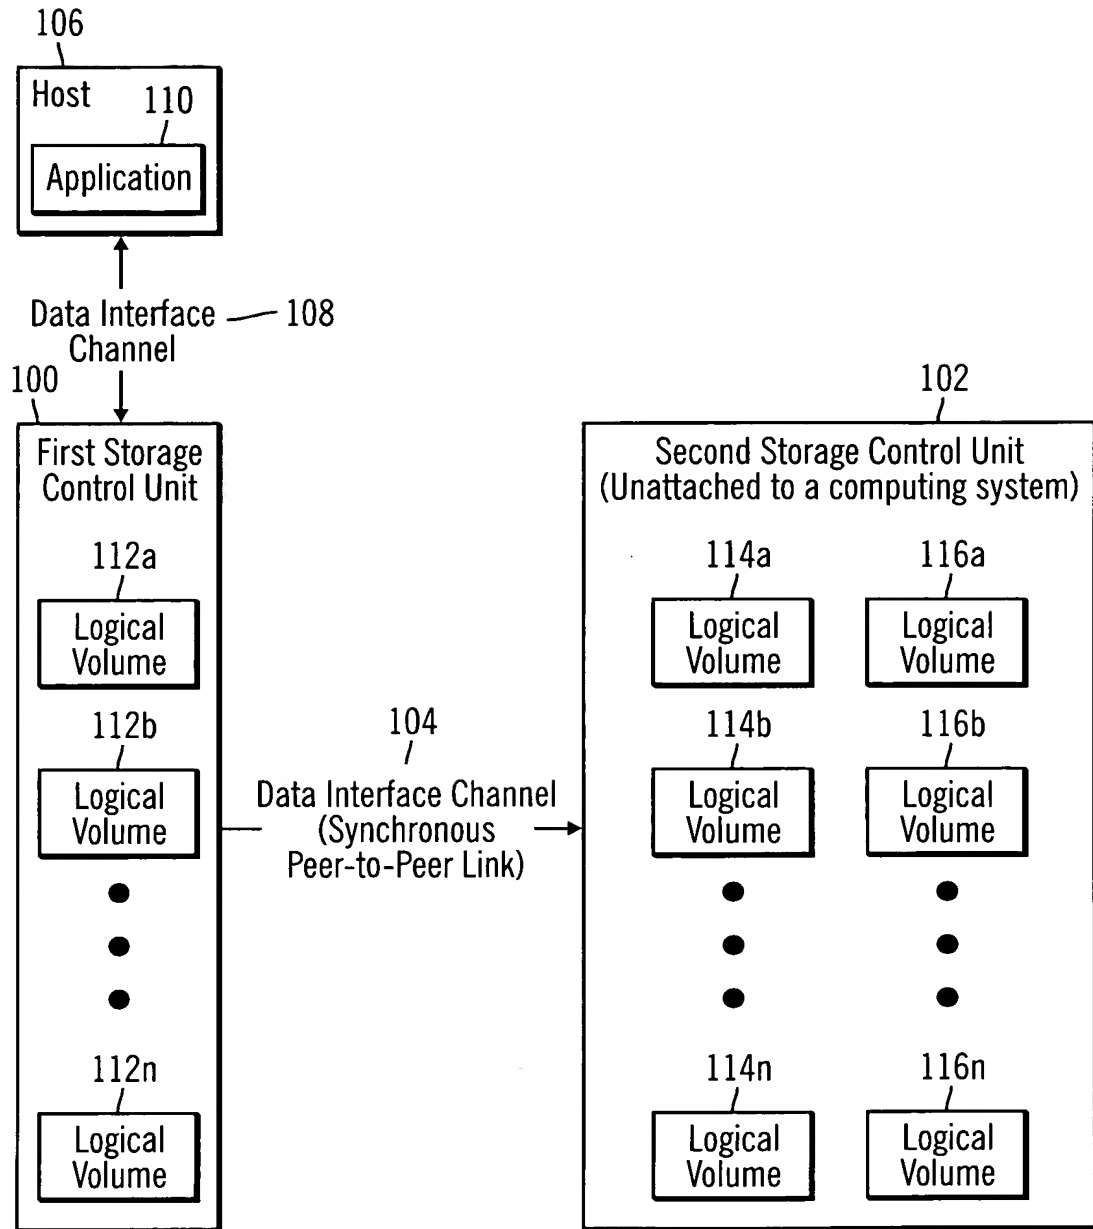 106
Host
110
Application
Data Interface
Channel
108
100
First Storage
Control Unit
112a
Logical
Volume
112b
Logical
Volume
112n
Logical
Volume
104
Data Interface Channel
(Synchronous
Peer-to-Peer Link)
102
Second Storage Control Unit
(Unattached to a computing system)
114a
Logical
Volume
116a
Logical
Volume
114b
Logical
Volume
116b
Logical
Volume
114n
Logical
Volume
116n
Logical
Volume